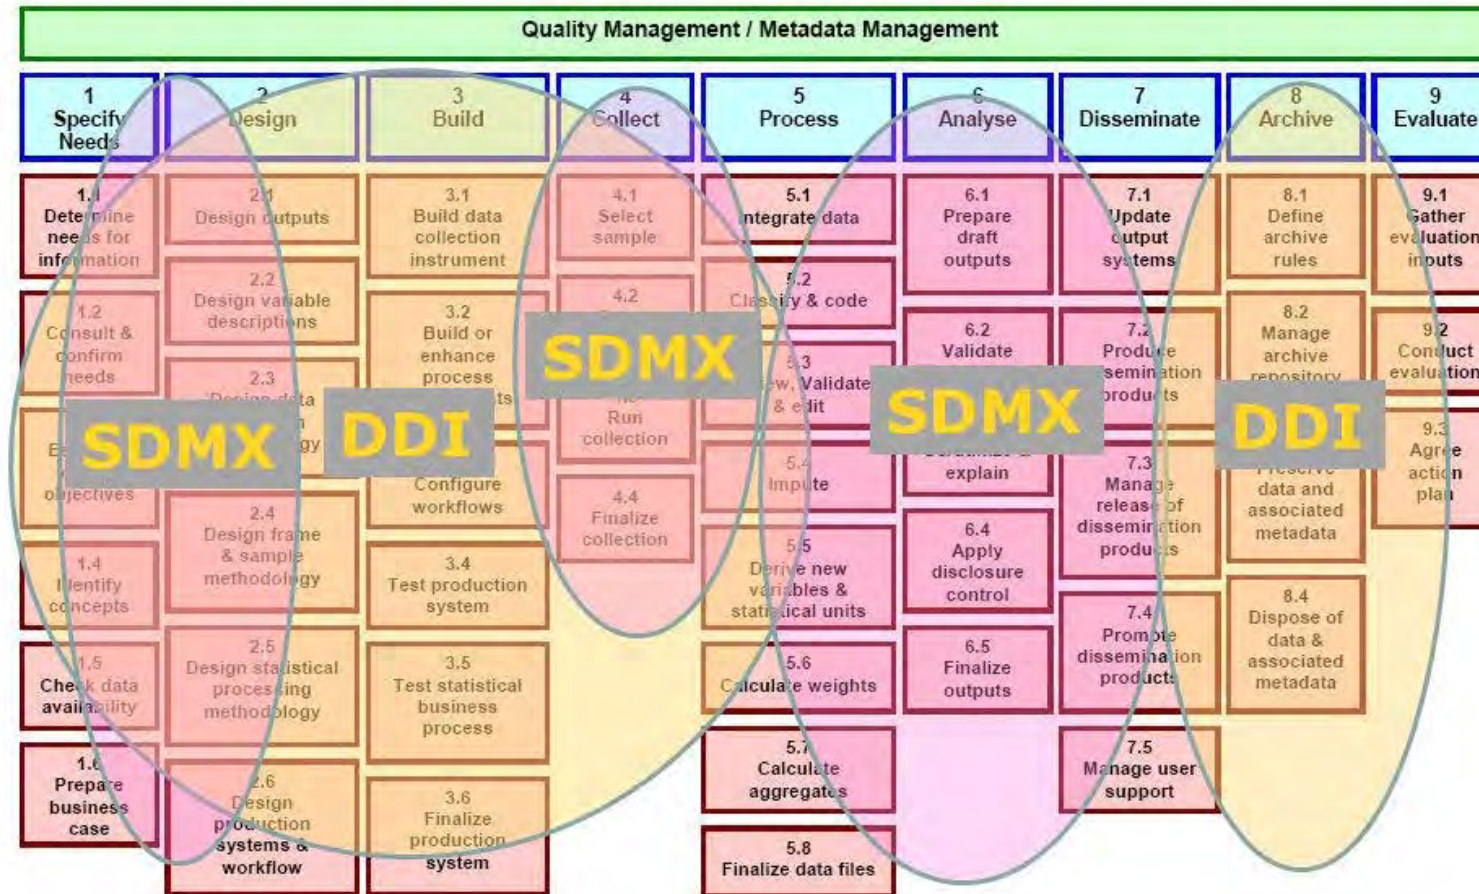 Quality Management / Metadata Management
1
Specify
Needs
2
Design
3
Build
4
Collect
5
Process
6
Analyse
7
Disseminate
8
Archive
9
Evaluate
1.1
Determine
needs for
information
1.2
Consult &
confirm
needs
objectives
1.4
Identify
concepts
1.5
Check data
availability
1.6
Prepare
business
case
2.1
Design outputs
2.2
Design variable
descriptions
2.3
Design data
2.4
Design frame
& sample
methodology
2.5
Design statistical
processing
methodology
2.6
Design
production
systems &
workflow
3.1
Build data
collection
instrument
3.2
Build or
enhance
process
Configure
workflows
3.4
Test production
system
3.5
Test statistical
business
process
3.6
Finalize
production
system
4.1
Select
sample
4.2
Run
collection
4.4
Finalize
collection
5.1
Integrate data
5.2
Classify & code
5.3
Validate
& edit
5.4
Impute
5.5
Derive new
variables &
statistical units
5.6
Calculate weights
5.7
Calculate
aggregates
5.8
Finalize data files
6.1
Prepare
draft
outputs
6.2
Validate
explain
6.4
Apply
disclosure
control
6.5
Finalize
outputs
7.1
Update
output
systems
7.2
Produce
dissemination
products
7.3
Manage
release of
dissemination
products
7.4
Promote
dissemination
products
7.5
Manage user
support
8.1
Define
archive
rules
8.2
Manage
archive
repository
Preserve
data and
associated
metadata
8.4
Dispose of
data &
associated
metadata
9.1
Gather
evaluation
inputs
9.2
Conduct
evaluation
9.3
Agree
action
plan
SDMX
DDI
SDMX
SDMX
DDI